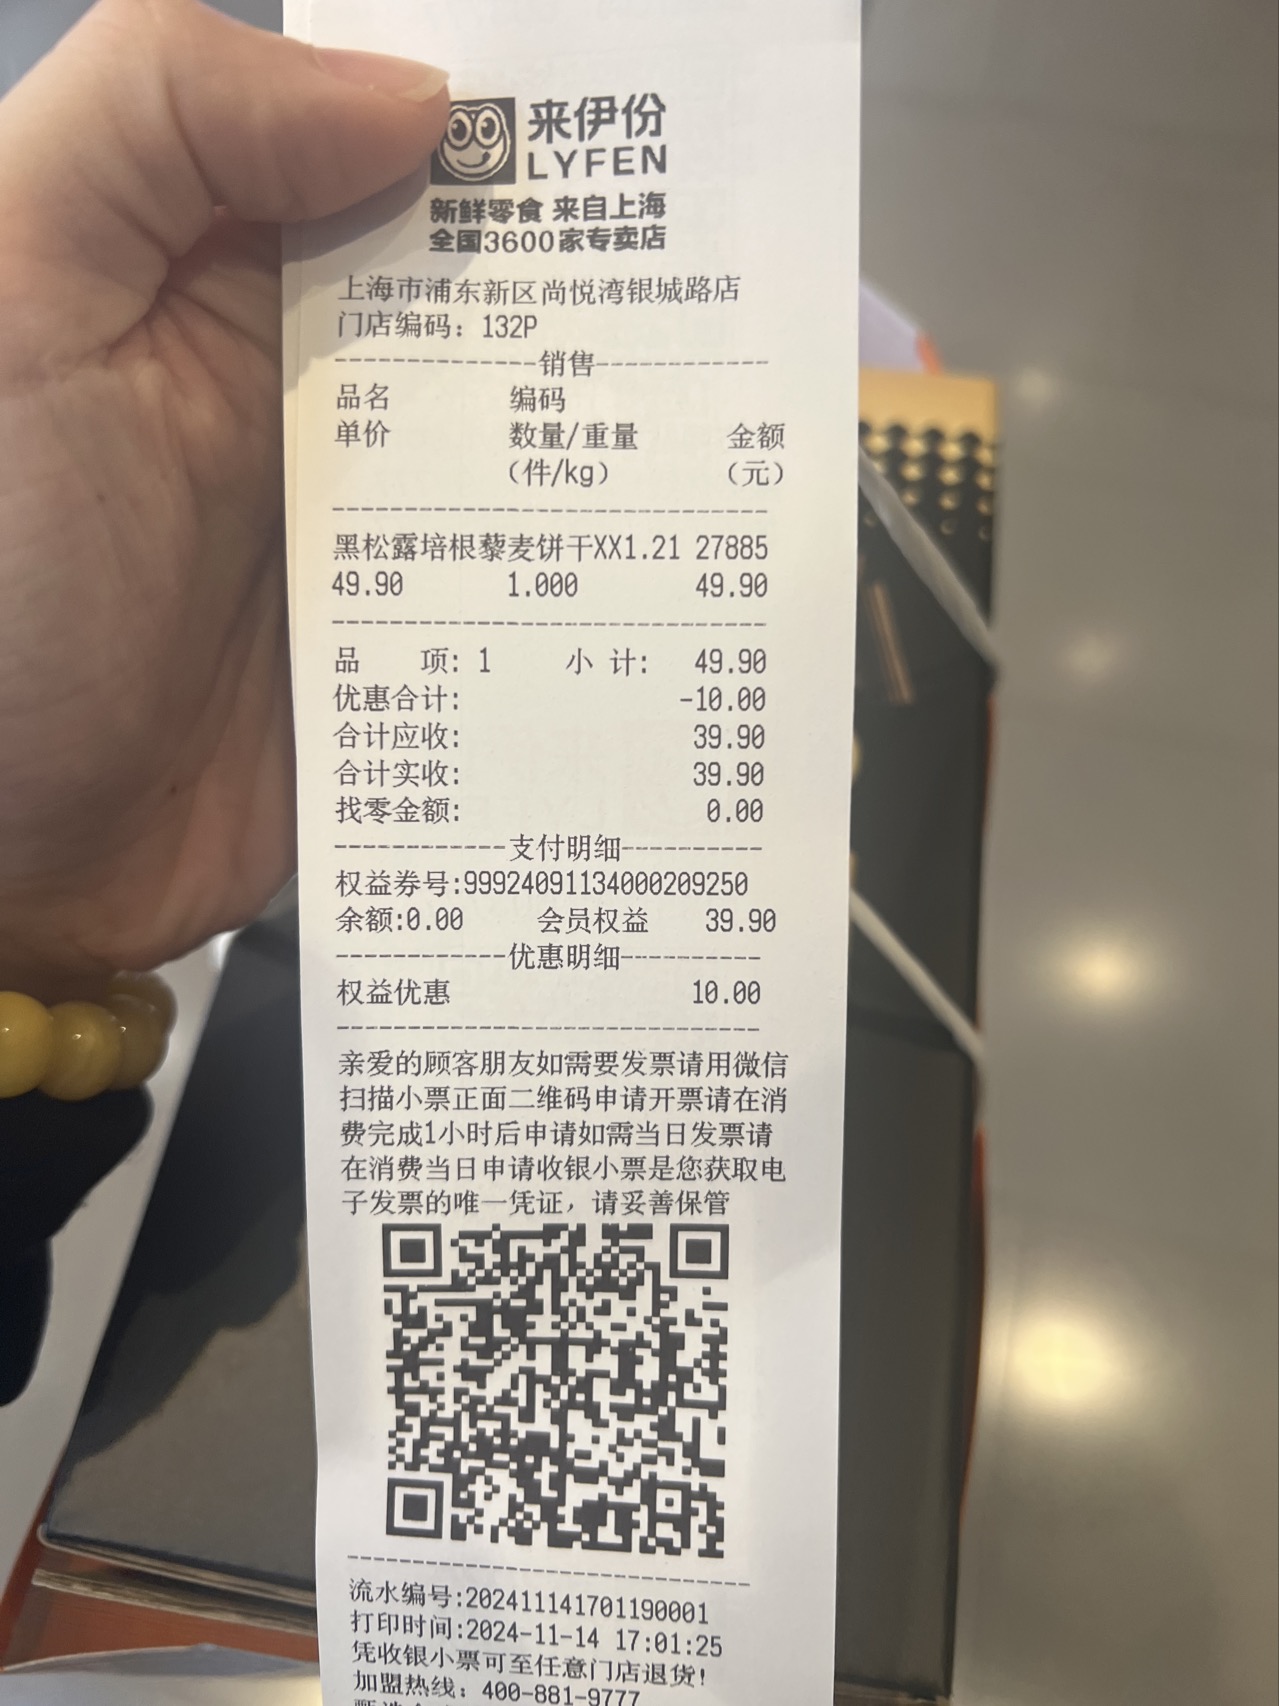 来伊份
LYFEN
新鲜零食 来自上海
全国3600家专卖店
上海市浦东新区尚悦湾银城路店
门店编码：132P
--------------销售------------
品名 编码
单价 数量/重量 金额
（件/kg） （元）
------------------------------
黑松露培根藜麦饼干XX1.21 27885
49.90 1.000 49.90
------------------------------
品 项: 1 小 计: 49.90
优惠合计: -10.00
合计应收: 39.90
合计实收: 39.90
找零金额: 0.00
------------支付明细----------
权益券号:99924091134000209250
余额:0.00 会员权益 39.90
------------优惠明细----------
权益优惠 10.00
------------------------------
亲爱的顾客朋友如需要发票请用微信
扫描小票正面二维码申请开票请在消
费完成1小时后申请如需当日发票请
在消费当日申请收银小票是您获取电
子发票的唯一凭证，请妥善保管
------------------------------
流水编号:202411141701190001
打印时间:2024-11-14 17:01:25
凭收银小票可至任意门店退货!
加盟热线: 400-881-9777